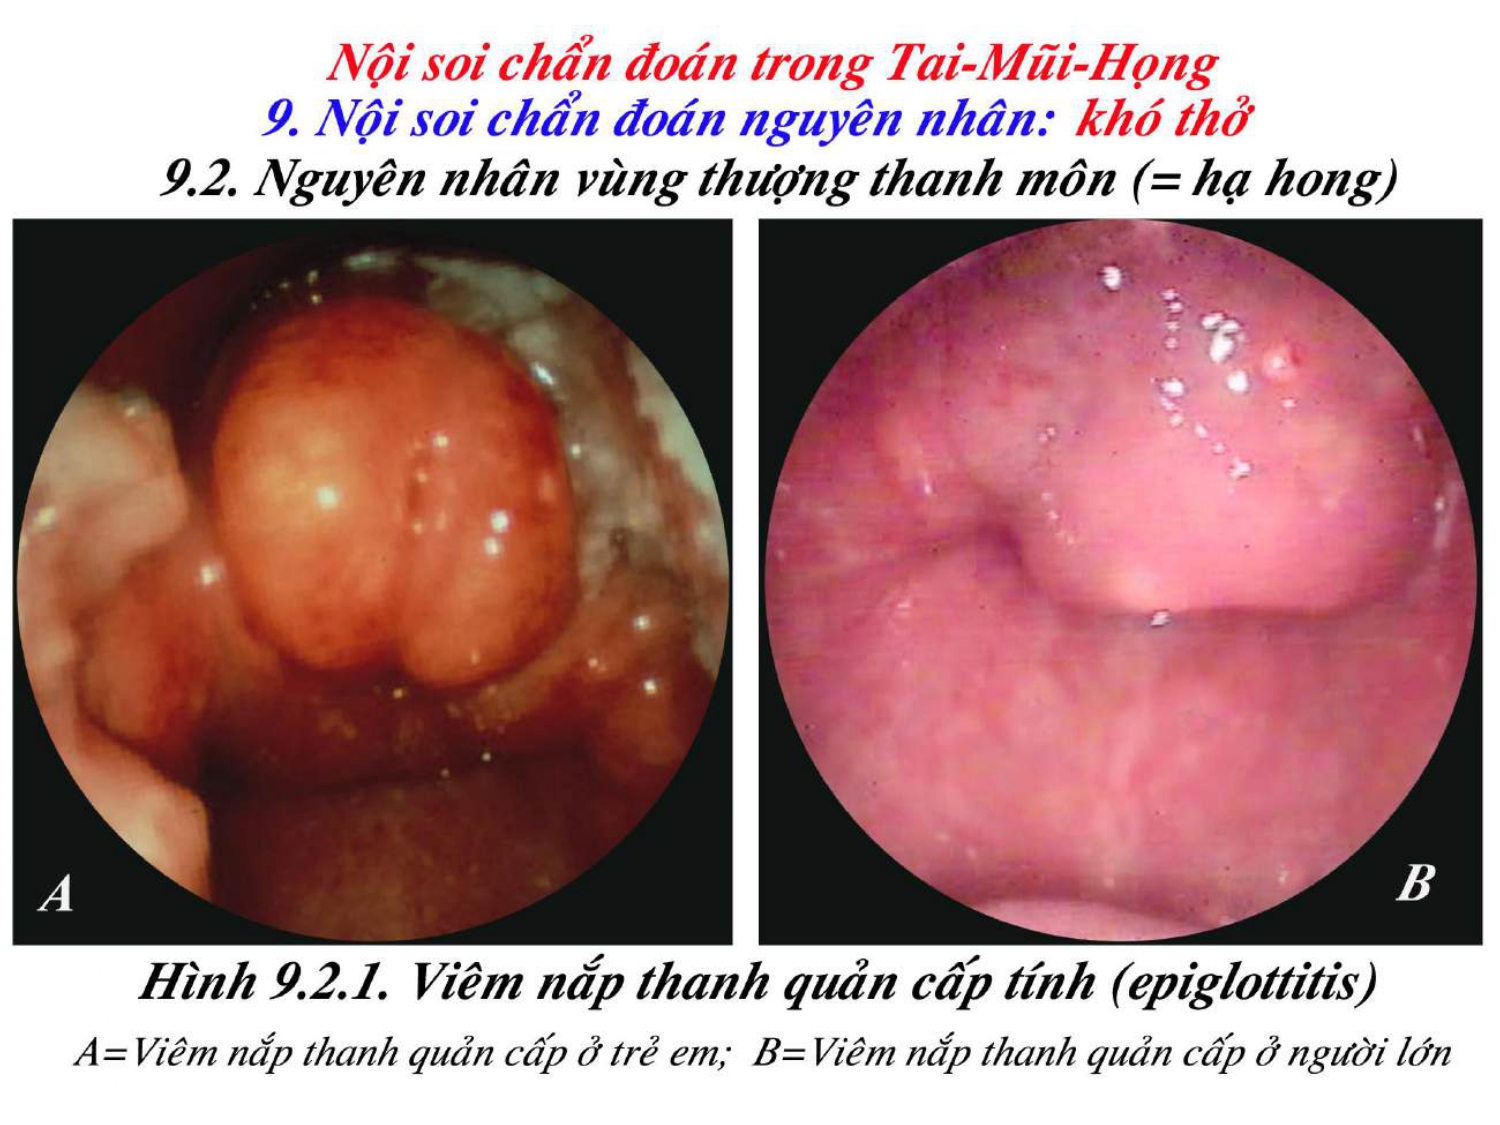 Nội soi chẩn đoán trong Tai-Mũi-Họng
9. Nội soi chẩn đoán nguyên nhân: khó thở
9.2. Nguyên nhân vùng thượng thanh môn (= hạ hong)
A
B
Hình 9.2.1. Viêm nắp thanh quản cấp tính (epiglottitis)
A=Viêm nắp thanh quản cấp ở trẻ em; B=Viêm nắp thanh quản cấp ở người lớn